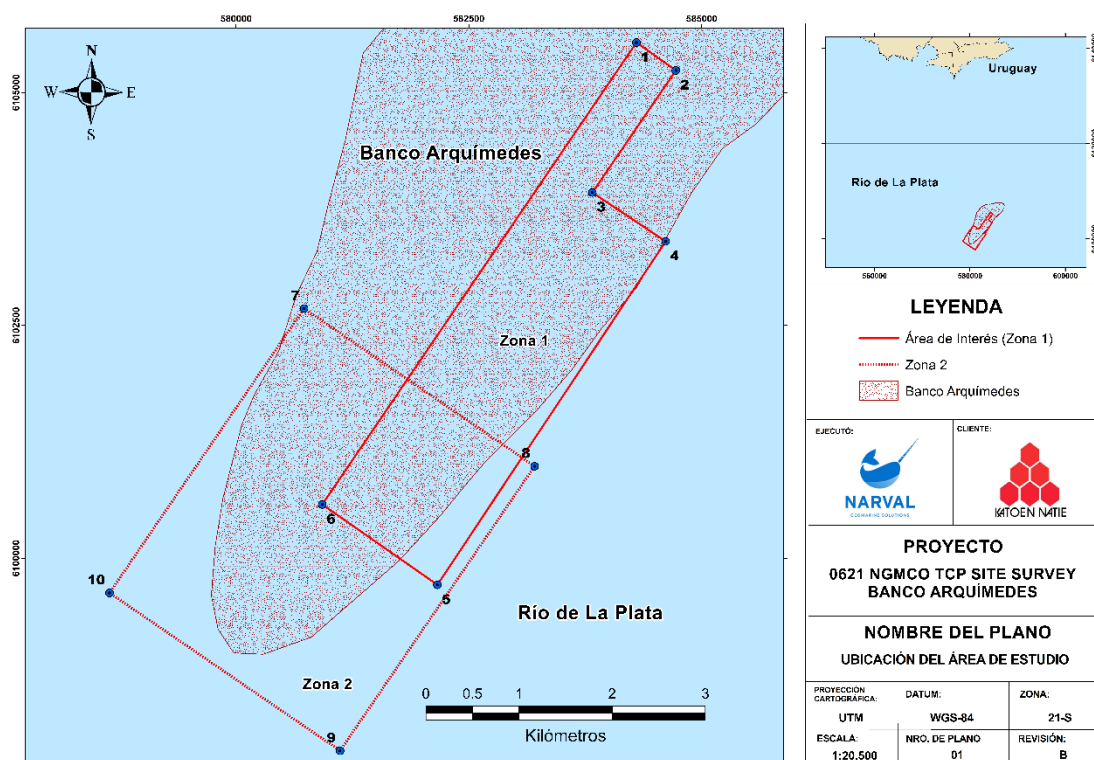 580000
582500
585000
6105000
6102500
6100000
N
W
E
S
1
2
3
4
5
6
7
8
9
10
Banco Arquímedes
Zona 1
Río de La Plata
Zona 2
0 0.5 1 2 3
Kilómetros
Uruguay
Río de La Plata
560000
580000
600000
LEYENDA
Área de Interés (Zona 1)
Zona 2
Banco Arquímedes
EJECUTÓ:
NARVAL
CLIENTE:
KATOEN NATIE
PROYECTO
0621 NGMCO TCP SITE SURVEY
BANCO ARQUÍMEDES
NOMBRE DEL PLANO
UBICACIÓN DEL ÁREA DE ESTUDIO
PROYECCIÓN
CARTOGRÁFICA:
UTM
DATUM:
WGS-84
ZONA:
21-S
ESCALA:
1:20.500
NRO. DE PLANO
01
REVISIÓN:
B